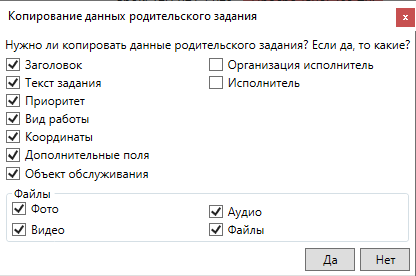 Копирование данных родительского задания
x
Нужно ли копировать данные родительского задания? Если да, то какие?
Заголовок
Организация исполнитель
Текст задания
Исполнитель
Приоритет
Вид работы
Координаты
Дополнительные поля
Объект обслуживания
Файлы
Фото
Аудио
Видео
Файлы
Да
Нет